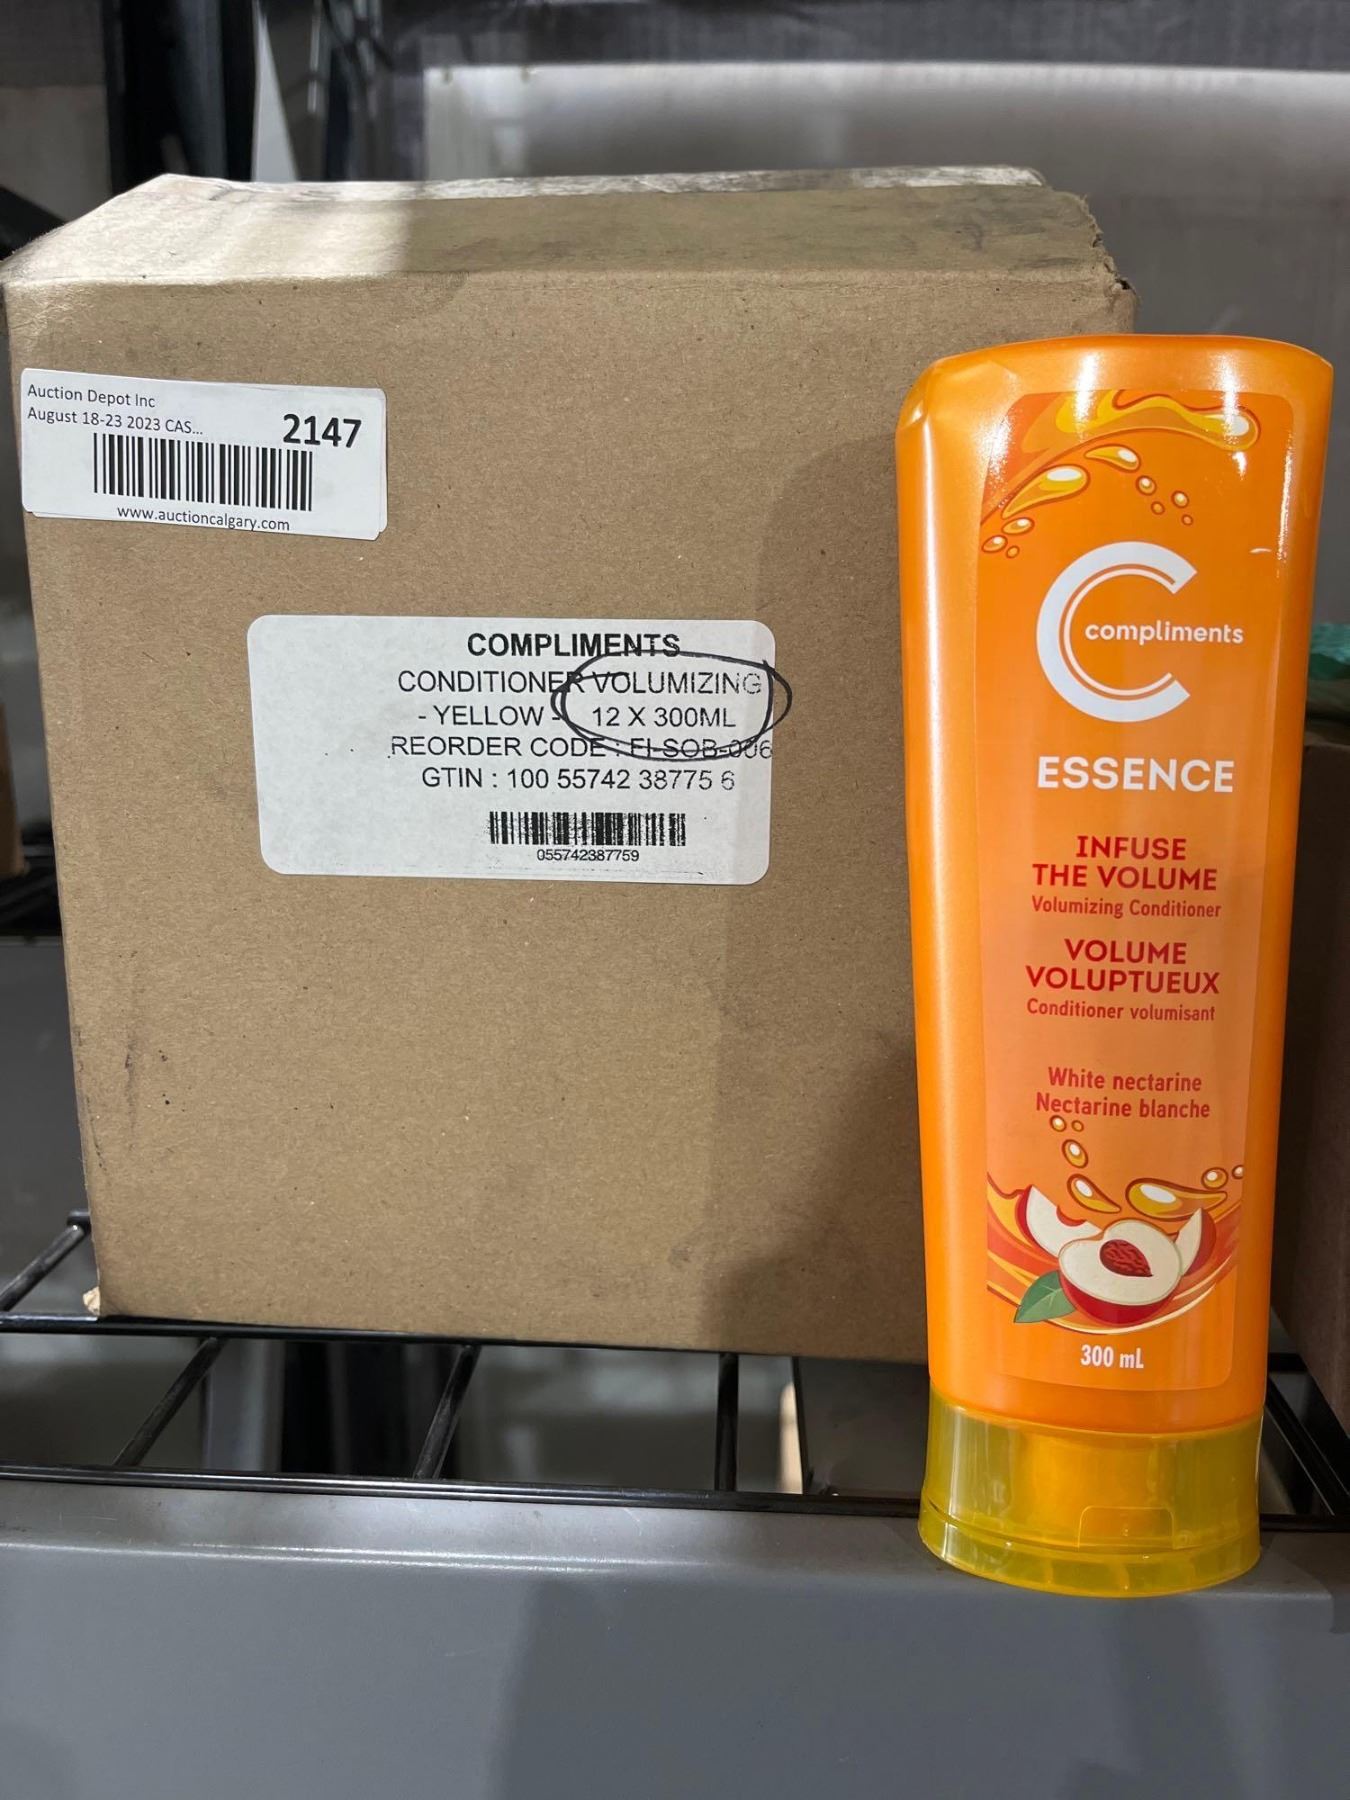 Auction Depot Inc
August 18-23 2023 CAS...
2147
www.auctioncalgary.com
COMPLIMENTS
CONDITIONER VOLUMIZING
- YELLOW - 12 X 300ML
REORDER CODE : FI-SOB-006
GTIN : 100 55742 38775 6
055742387759
C
compliments
ESSENCE
INFUSE
THE VOLUME
Volumizing Conditioner
VOLUME
VOLUPTUEUX
Conditioner volumisant
White nectarine
Nectarine blanche
300 mL